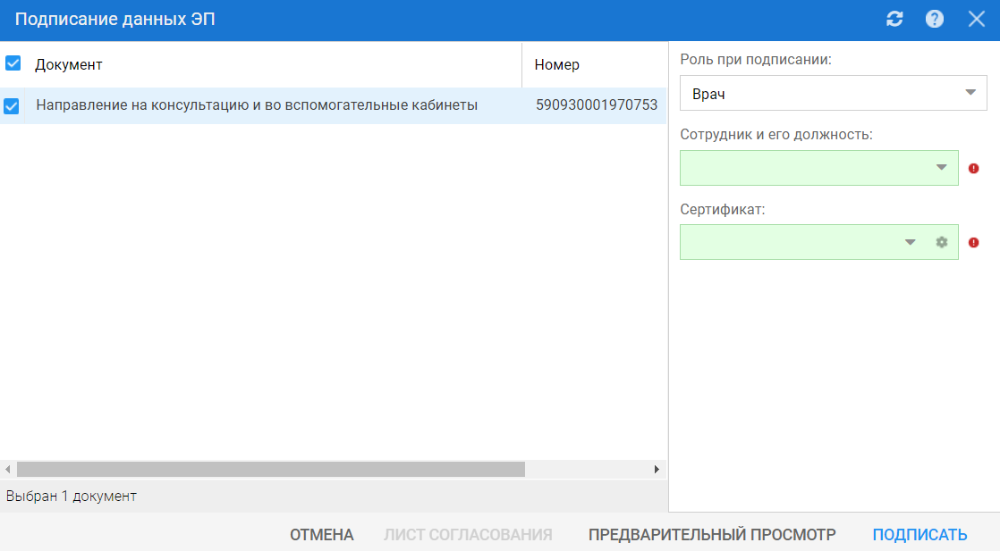 Подписание данных ЭП
Документ
Номер
Направление на консультацию и во вспомогательные кабинеты
590930001970753
Выбран 1 документ
Роль при подписании:
Врач
Сотрудник и его должность:
Сертификат:
ОТМЕНА
ЛИСТ СОГЛАСОВАНИЯ
ПРЕДВАРИТЕЛЬНЫЙ ПРОСМОТР
ПОДПИСАТЬ